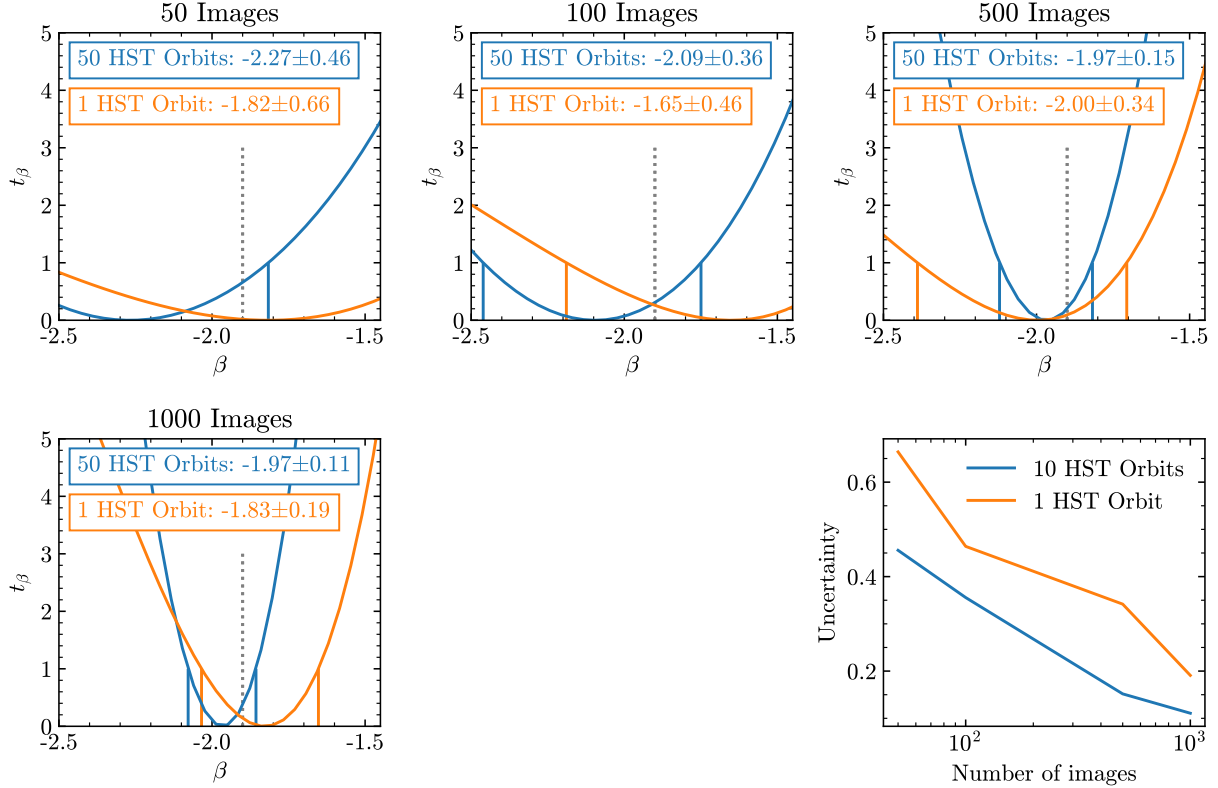 50 Images
50 HST Orbits: -2.27±0.46
1 HST Orbit: -1.82±0.66
5
4
3
2
1
0
tβ
-2.5 -2.0 -1.5
β
100 Images
50 HST Orbits: -2.09±0.36
1 HST Orbit: -1.65±0.46
5
4
3
2
1
0
tβ
-2.5 -2.0 -1.5
β
500 Images
50 HST Orbits: -1.97±0.15
1 HST Orbit: -2.00±0.34
5
4
3
2
1
0
tβ
-2.5 -2.0 -1.5
β
1000 Images
50 HST Orbits: -1.97±0.11
1 HST Orbit: -1.83±0.19
5
4
3
2
1
0
tβ
-2.5 -2.0 -1.5
β
10 HST Orbits
1 HST Orbit
0.6
0.4
0.2
Uncertainty
10² 10³
Number of images